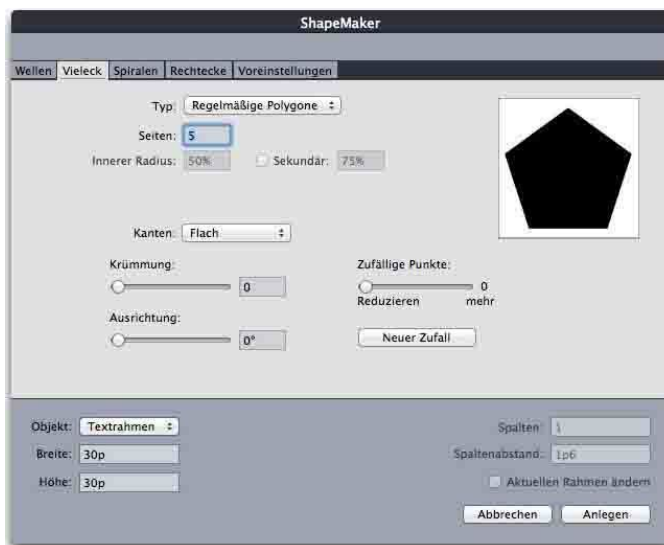 ShapeMaker
Wellen Vieleck Spiralen Rechtecke Voreinstellungen
Typ: Regelmäßige Polygone
Seiten: 5
Innerer Radius: 50% Sekundär: 75%
Kanten: Flach
Krümmung: Zufällige Punkte:
0 0
Reduzieren mehr
Ausrichtung:
0° Neuer Zufall
Objekt: Textrahmen Spalten: 1
Breite: 30p Spaltenabstand: 1p6
Höhe: 30p Aktuellen Rahmen ändern
Abbrechen Anlegen